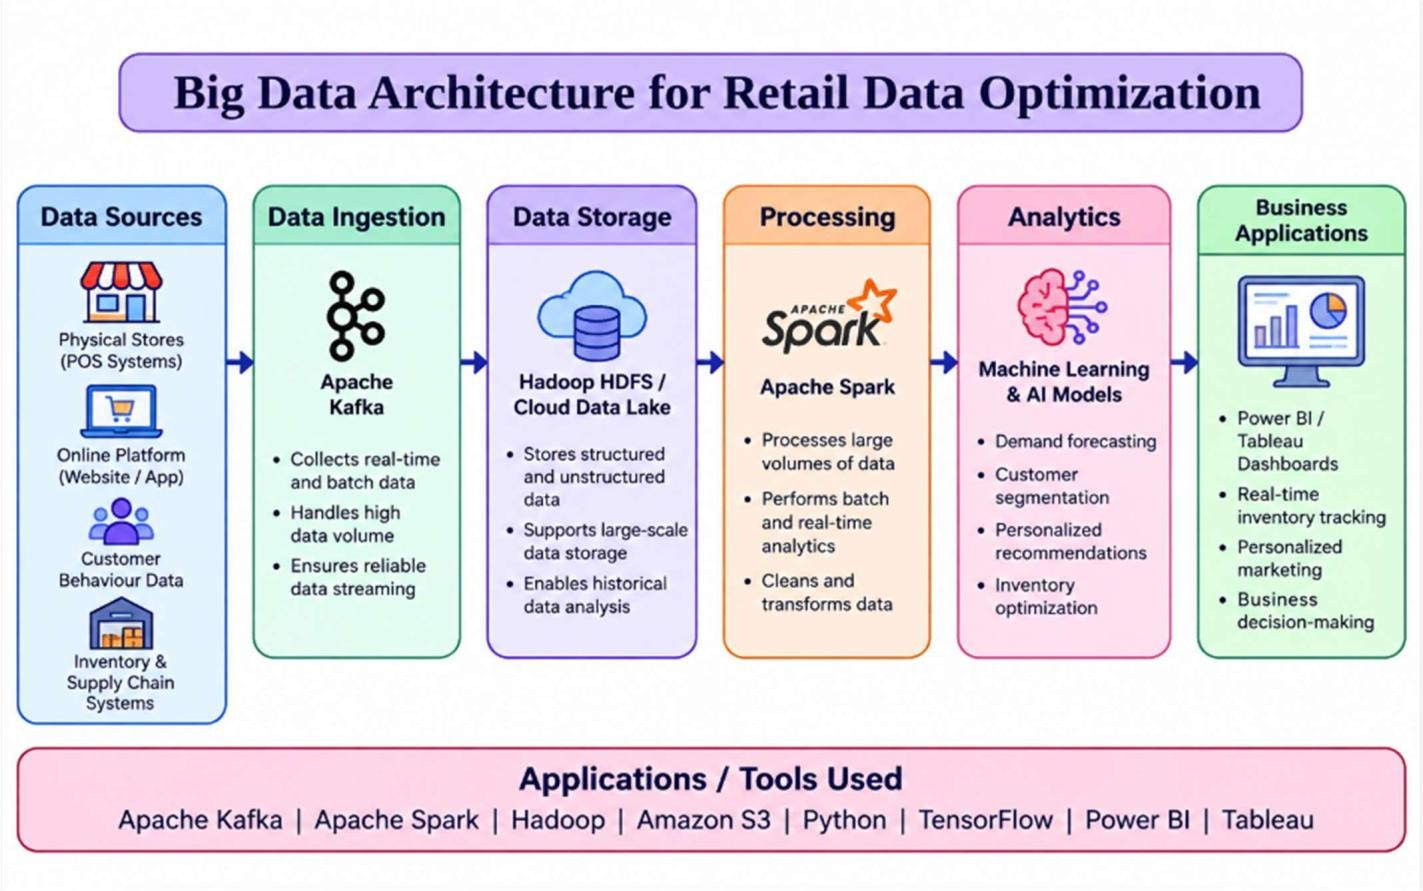 Big Data Architecture for Retail Data Optimization
Data Sources
Physical Stores
(POS Systems)
Online Platform
(Website / App)
Customer
Behaviour Data
Inventory &
Supply Chain
Systems
Data Ingestion
Apache
Kafka
• Collects real-time
and batch data
• Handles high
data volume
• Ensures reliable
data streaming
Data Storage
Hadoop HDFS /
Cloud Data Lake
• Stores structured
and unstructured
data
• Supports large-scale
data storage
• Enables historical
data analysis
Processing
APACHE
Spark
Apache Spark
• Processes large
volumes of data
• Performs batch
and real-time
analytics
• Cleans and
transforms data
Analytics
Machine Learning
& AI Models
• Demand forecasting
• Customer
segmentation
• Personalized
recommendations
• Inventory
optimization
Business
Applications
• Power BI /
Tableau
Dashboards
• Real-time
inventory tracking
• Personalized
marketing
• Business
decision-making
Applications / Tools Used
Apache Kafka | Apache Spark | Hadoop | Amazon S3 | Python | TensorFlow | Power BI | Tableau